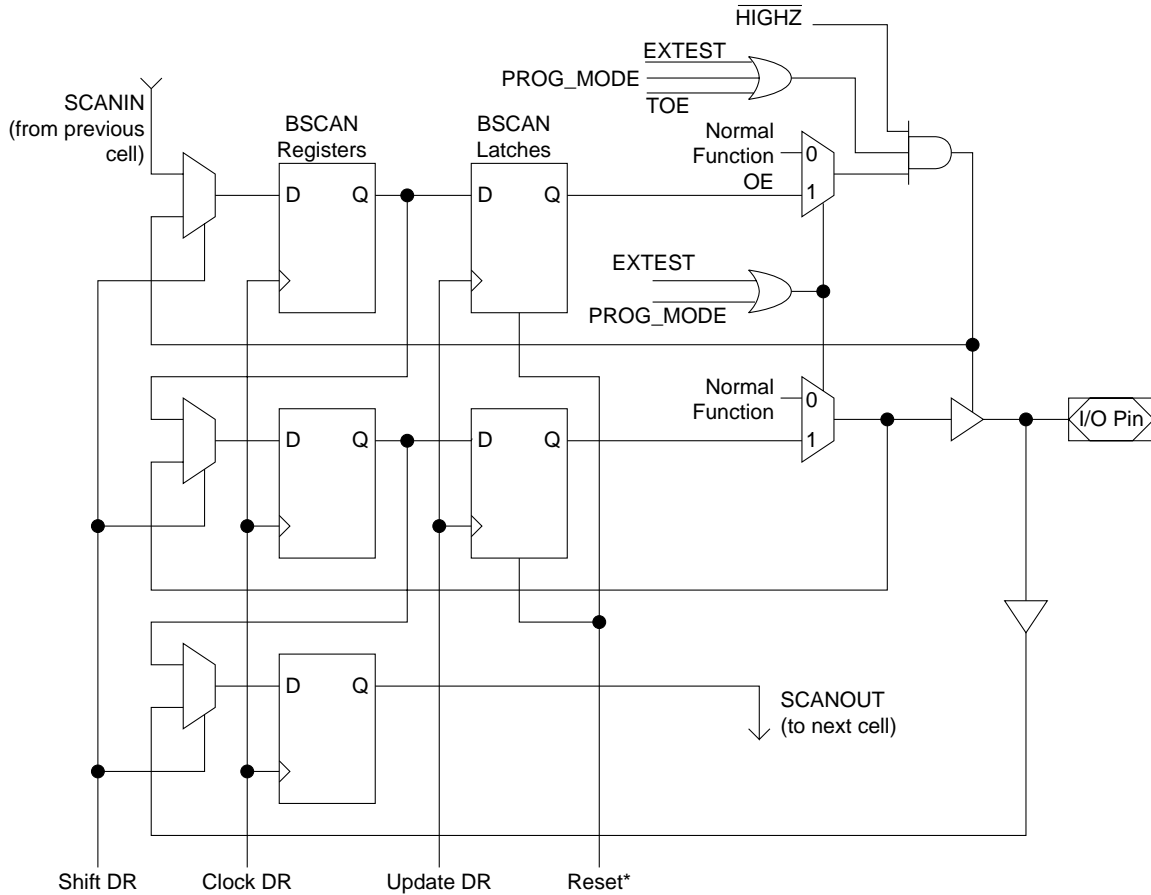 HIGHZ
EXTEST
PROG_MODE
TOE
SCANIN
(from previous
cell)
BSCAN
Registers
BSCAN
Latches
Normal
Function
OE
0
1
D Q
D Q
EXTEST
PROG_MODE
Normal
Function
0
1
D Q
D Q
I/O Pin
D Q
SCANOUT
(to next cell)
Shift DR
Clock DR
Update DR
Reset*